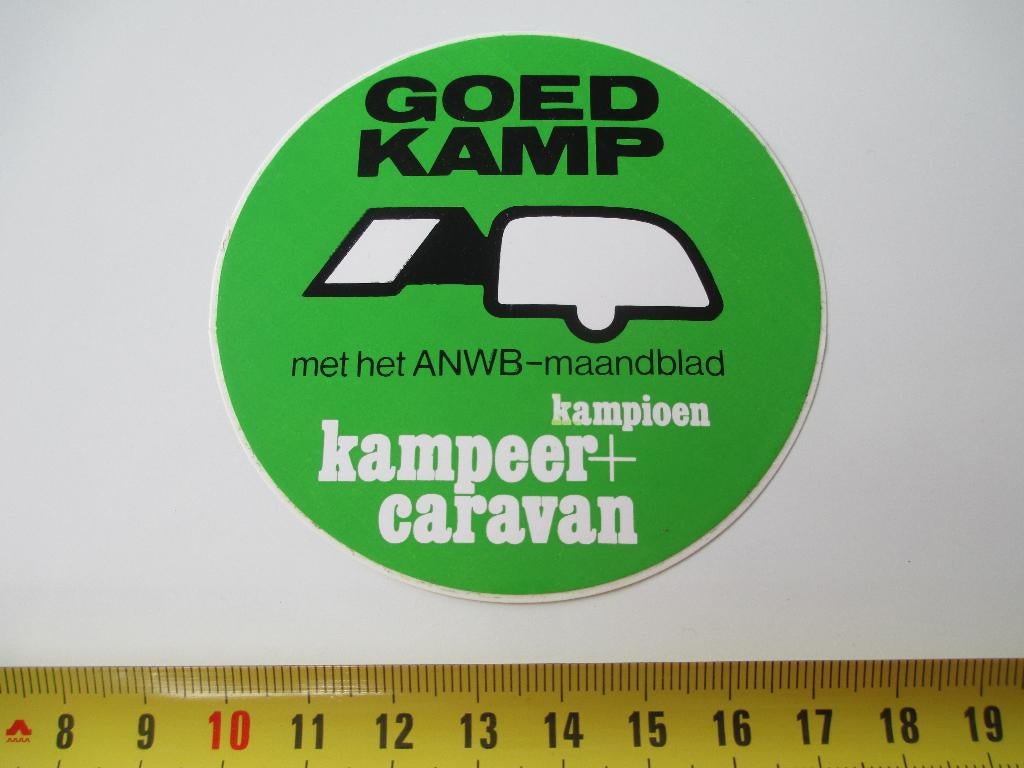 GOED
KAMP
met het ANWB-maandblad
kampioen
kampeer+
caravan
8 9 10 11 12 13 14 15 16 17 18 19